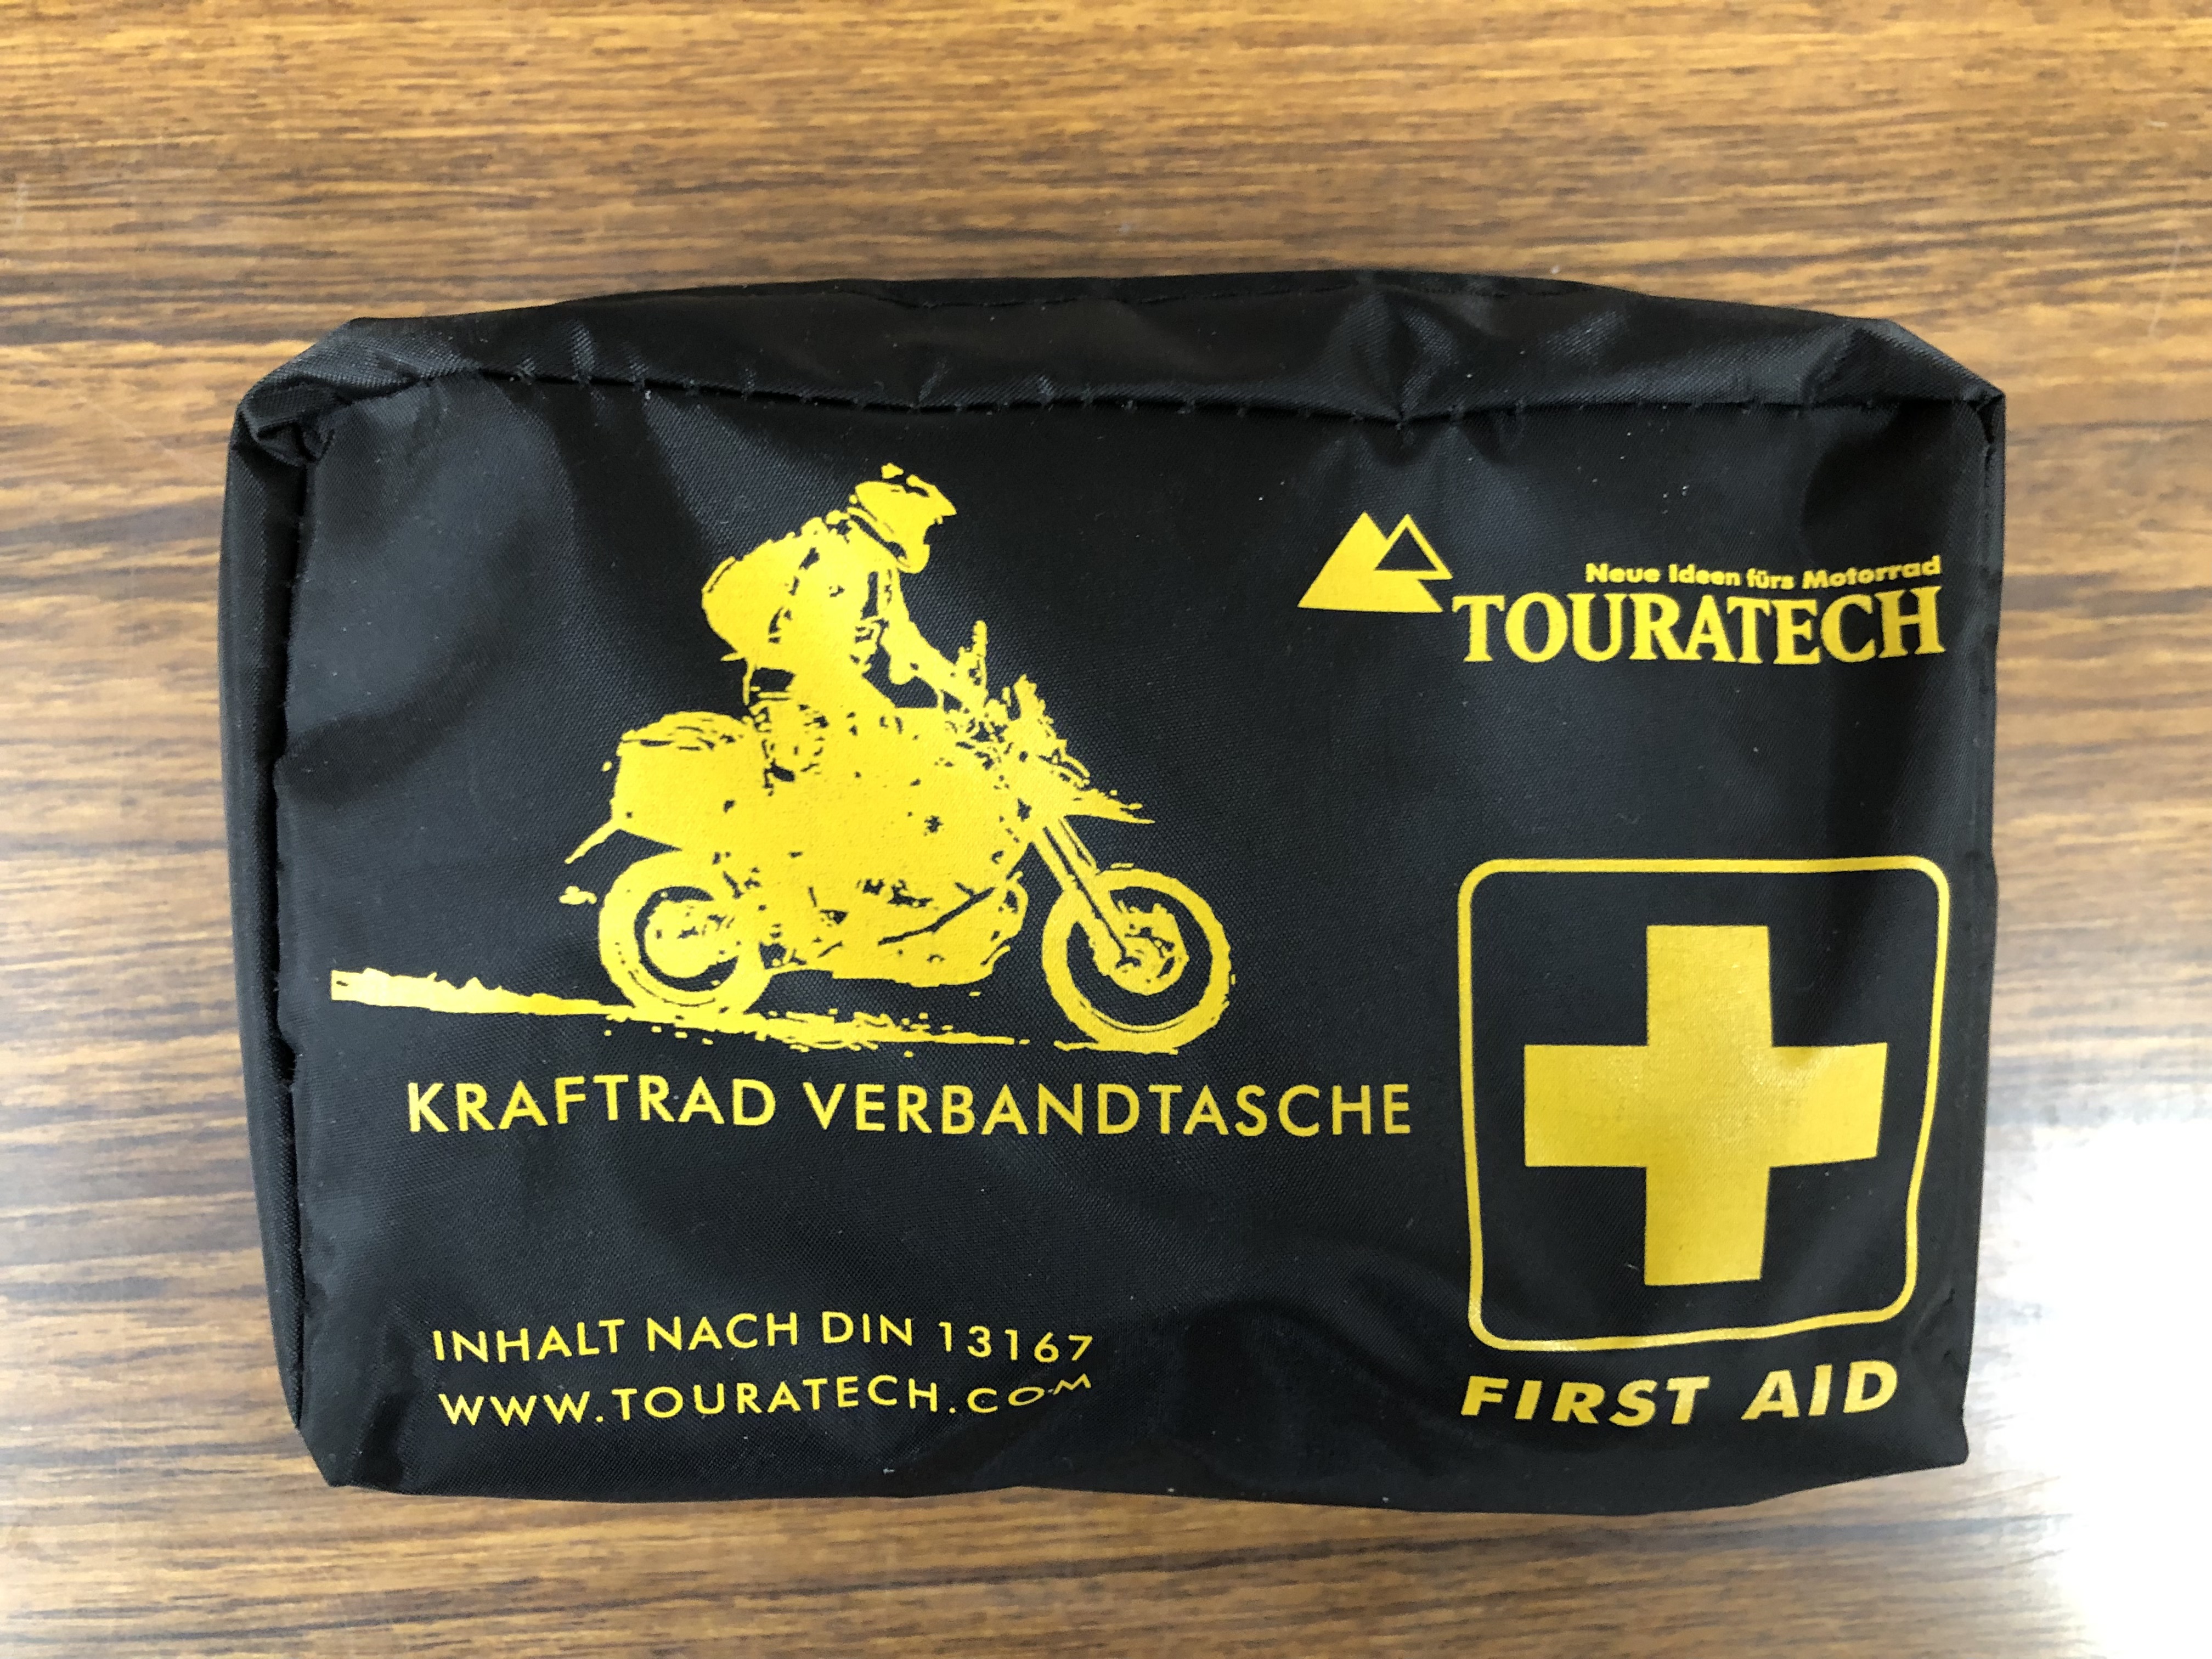 Neue Ideen fürs Motorrad
TOURATECH
KRAFTRAD VERBANDTASCHE
INHALT NACH DIN 13167
WWW.TOURATECH.COM
FIRST AID